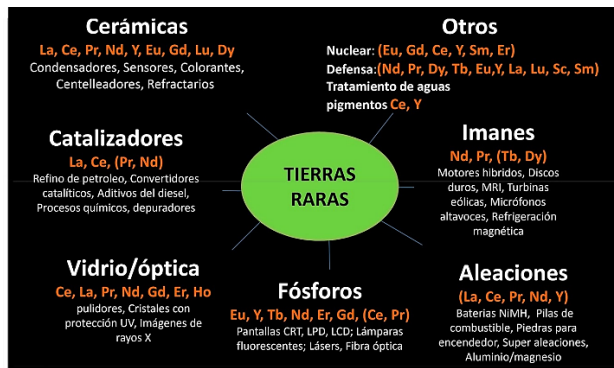 Cerámicas
La, Ce, Pr, Nd, Y, Eu, Gd, Lu, Dy
Condensadores, Sensores, Colorantes,
Centelleadores, Refractarios
Otros
Nuclear: (Eu, Gd, Ce, Y, Sm, Er)
Defensa:(Nd, Pr, Dy, Tb, Eu,Y, La, Lu, Sc, Sm)
Tratamiento de aguas
pigmentos Ce, Y
Catalizadores
La, Ce, (Pr, Nd)
Refino de petroleo, Convertidores
catalíticos, Aditivos del diesel,
Procesos químicos, depuradores
TIERRAS
RARAS
Imanes
Nd, Pr, (Tb, Dy)
Motores hibridos, Discos
duros, MRI, Turbinas
eólicas, Micrófonos
altavoces, Refrigeración
magnética
Vidrio/óptica
Ce, La, Pr, Nd, Gd, Er, Ho
pulidores, Cristales con
protección UV, Imágenes de
rayos X
Fósforos
Eu, Y, Tb, Nd, Er, Gd, (Ce, Pr)
Pantallas CRT, LPD, LCD; Lámparas
fluorescentes; Lásers, Fibra óptica
Aleaciones
(La, Ce, Pr, Nd, Y)
Baterias NiMH, Pilas de
combustible, Piedras para
encendedor, Super aleaciones,
Aluminio/magnesio